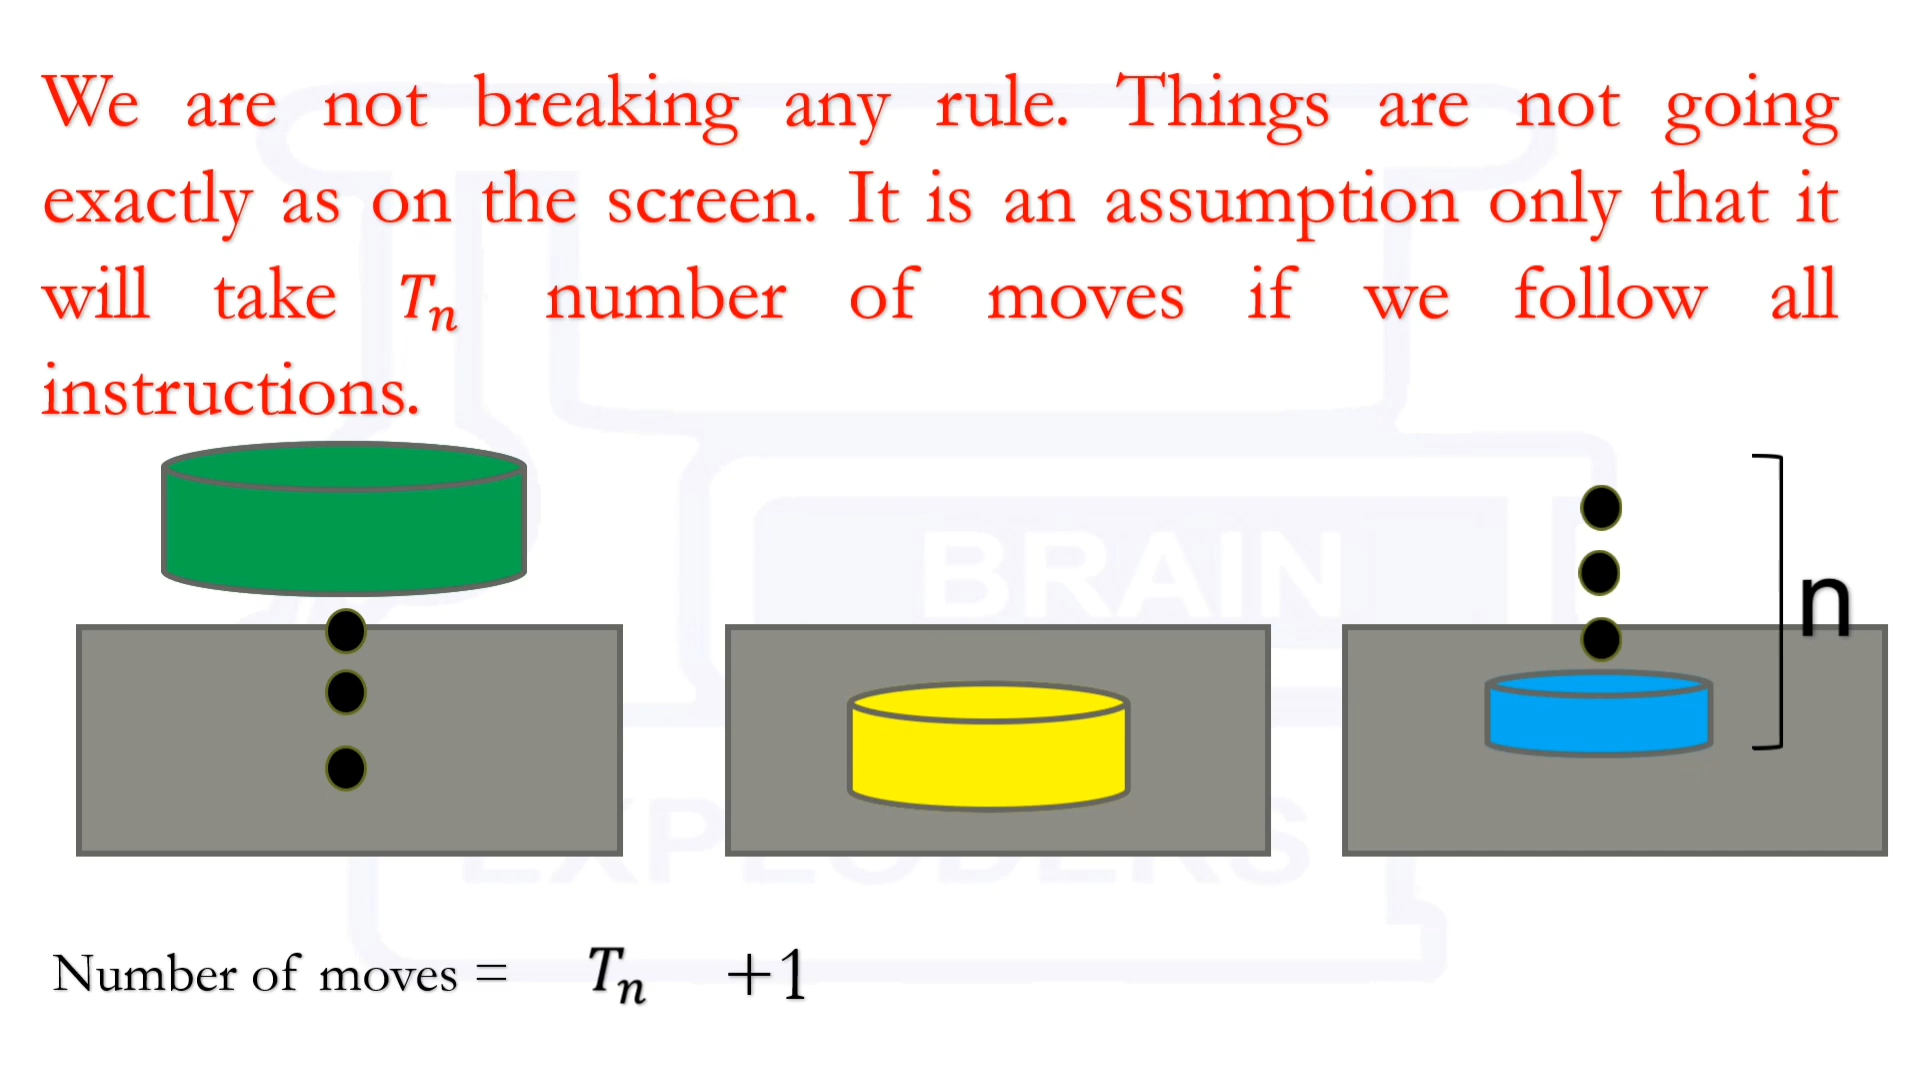 We are not breaking any rule. Things are not going
exactly as on the screen. It is an assumption only that it
will take Tₙ number of moves if we follow all
instructions.
BRAIN
n
EXPLODERS
Number of moves = Tₙ +1